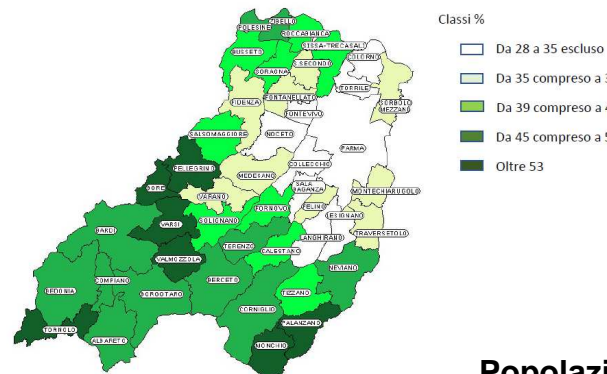 Classi %
Da 28 a 35 escluso
Da 35 compreso a 3
Da 39 compreso a 4
Da 45 compreso a 5
Oltre 53
ZIBELLO
POLESINE
ROCCABIANCA
SISSA-TRECASALI
COLORNO
BUSSETO
S.SECONDO
SORAGNA
TORRILE
FONTANELLATO
SORBOLO
MEZZANO
FIDENZA
FONTEVIVO
SALSOMAGGIORE
NOCETO
PARMA
PELLEGRINO
COLLECCHIO
MEDESANO
BORE
SALA
BAGANZA
MONTECHIARUGOLO
VARANO
FELINO
FORNOVO
LESIGNANO
VARSI
SOLIGNANO
TRAVERSETOLO
BARDI
TERENZO
LANGHIRANO
CALESTANO
VALMOZZOLA
NEVIANO
COMPIANO
BERCETO
BEDONIA
TIZZANO
BORGOTARO
CORNIGLIO
TORNOLO
PALANZANO
ALBARETO
MONCHIO
Popolazi